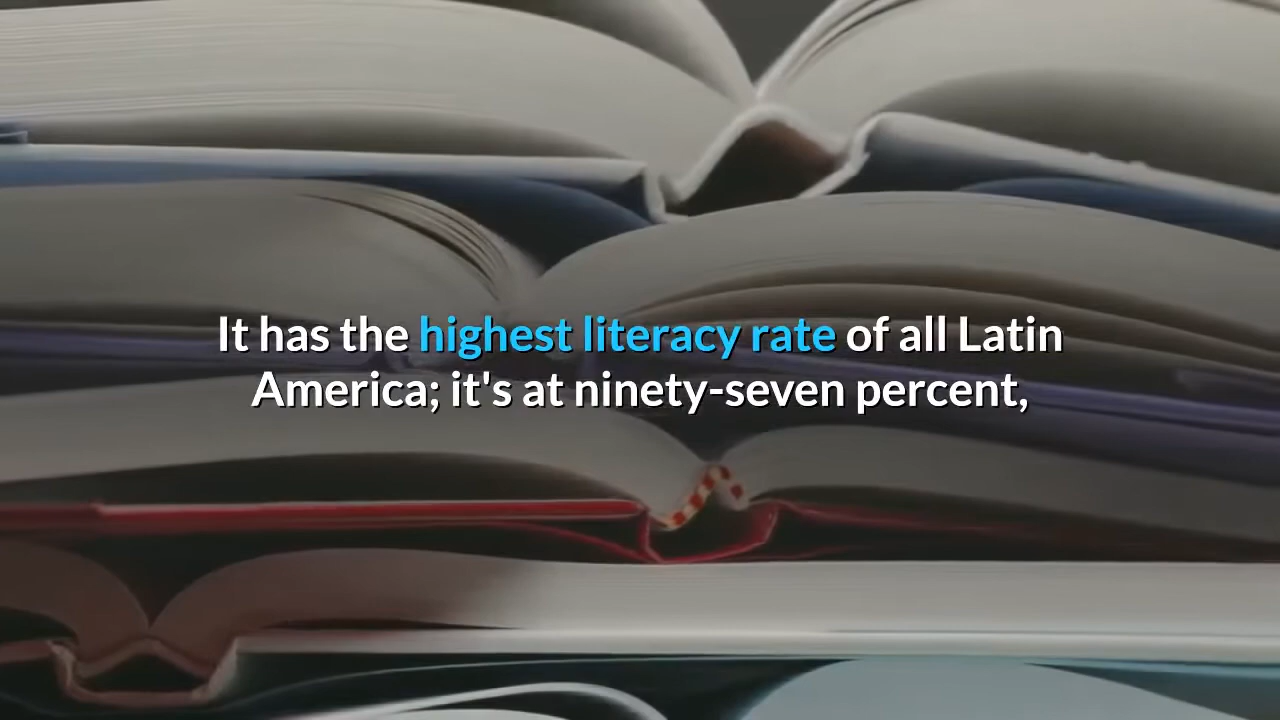 It has the highest literacy rate of all Latin
America; it's at ninety-seven percent,